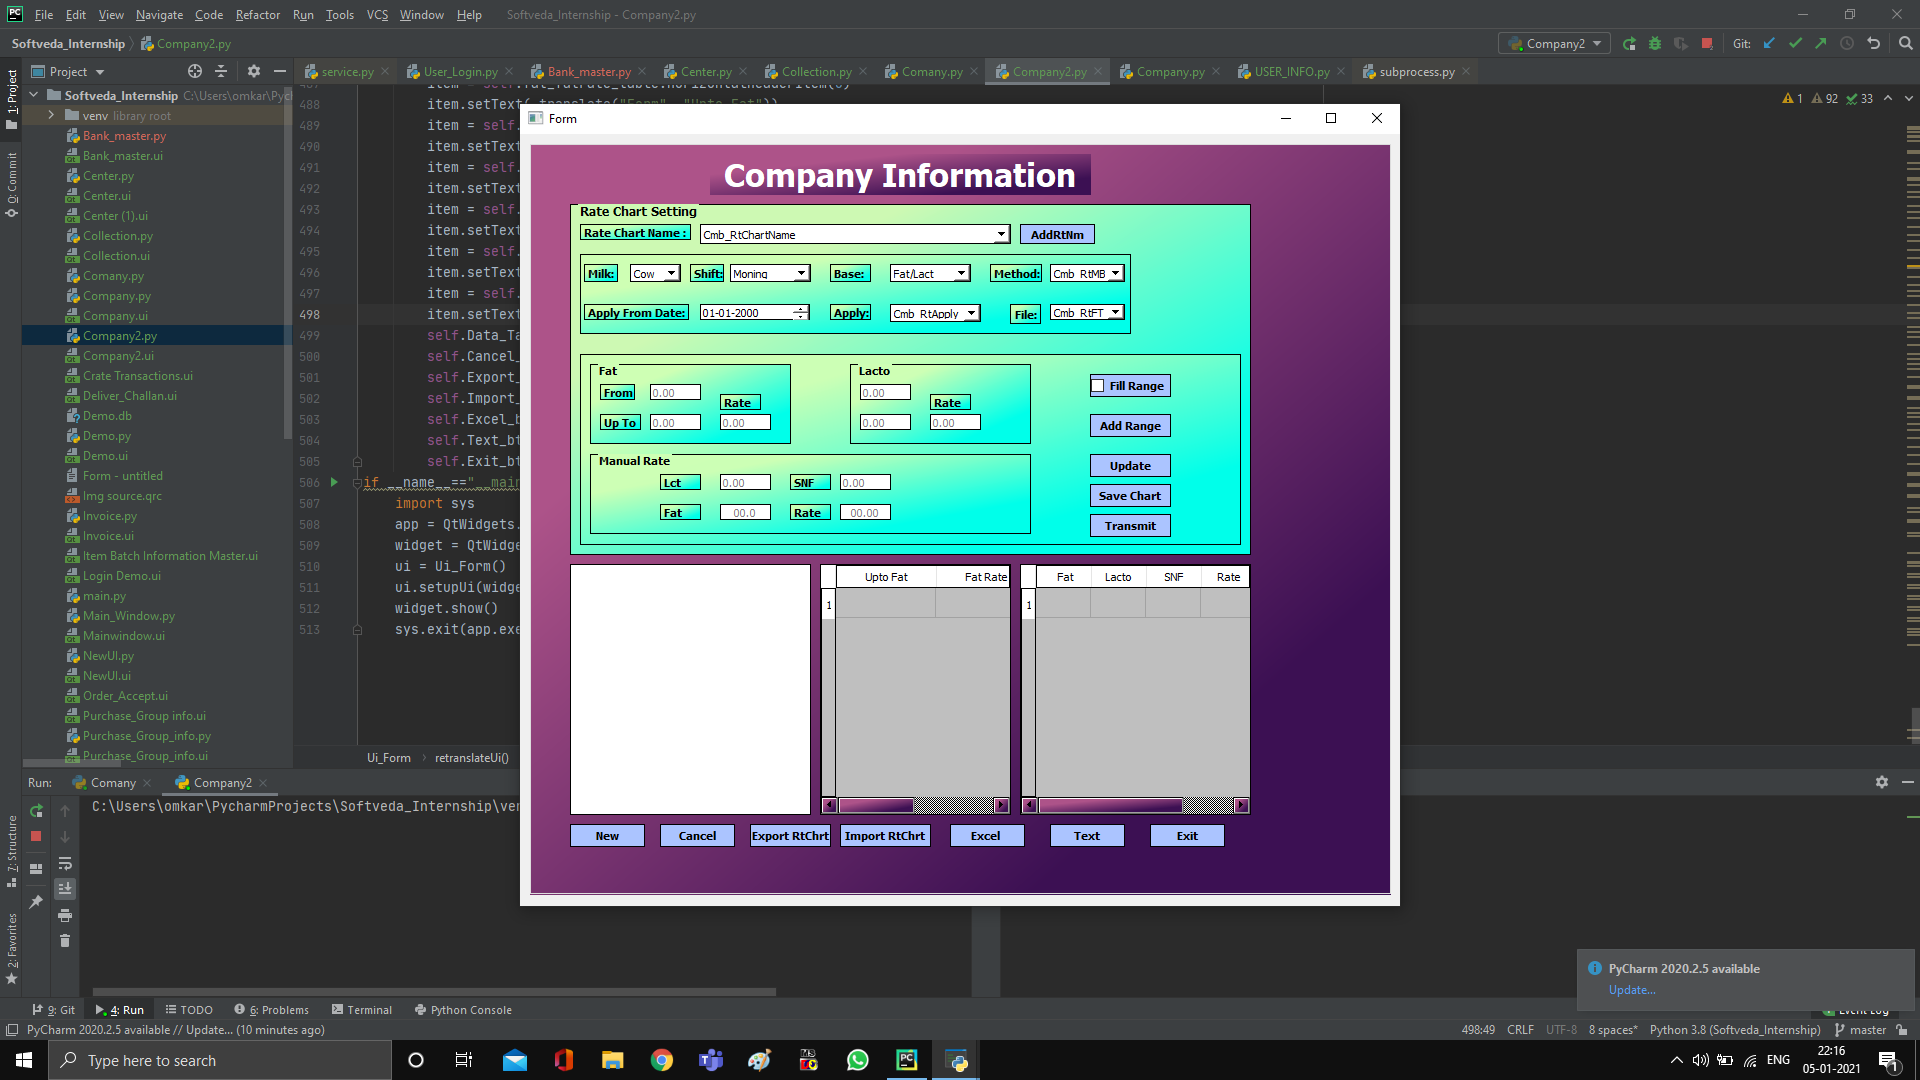 File Edit View Navigate Code Refactor Run Tools VCS Window Help Softveda_Internship - Company2.py
Softveda_Internship Company2.py Company2 Git:
Project service.py User_Login.py Bank_master.py Center.py Collection.py Comany.py Company2.py Company.py USER_INFO.py subprocess.py
1: Project
0: Commit
7: Structure
2: Favorites
Softveda_Internship C:\Users\omkar\Pyc
venv library root
Bank_master.py
Bank_master.ui
Center.py
Center.ui
Center (1).ui
Collection.py
Collection.ui
Comany.py
Company.py
Company.ui
Company2.py
Company2.ui
Crate Transactions.ui
Deliver_Challan.ui
Demo.db
Demo.py
Demo.ui
Form - untitled
Img source.qrc
Invoice.py
Invoice.ui
Item Batch Information Master.ui
Login Demo.ui
main.py
Main_Window.py
Mainwindow.ui
NewUI.py
NewUI.ui
Order_Accept.ui
Purchase_Group info.ui
Purchase_Group_info.py
Purchase_Group_info.ui
488 item.setText(_translate("Form", "Upto Fat"))
489 item = self.
490 item.setText
491 item = self.
492 item.setText
493 item = self.
494 item.setText
495 item = self.
496 item.setText
497 item = self.
498 item.setText
499 self.Data_Ta
500 self.Cancel_
501 self.Export_
502 self.Import_
503 self.Excel_b
504 self.Text_bt
505 self.Exit_bt
506 if __name__=="__main
507 import sys
508 app = QtWidgets.
509 widget = QtWidge
510 ui = Ui_Form()
511 ui.setupUi(widge
512 widget.show()
513 sys.exit(app.exe
Ui_Form retranslateUi()
1 92 33
Form
Company Information
Rate Chart Setting
Rate Chart Name : Cmb_RtChartName AddRtNm
Milk: Cow Shift: Moning Base: Fat/Lact Method: Cmb_RtMB
Apply From Date: 01-01-2000 Apply: Cmb_RtApply File: Cmb_RtFT
Fat Lacto
From 0.00 Rate 0.00 Rate Fill Range
Up To 0.00 0.00 0.00 0.00 Add Range
Manual Rate Update
Lct 0.00 SNF 0.00 Save Chart
Fat 00.0 Rate 00.00 Transmit
Upto Fat Fat Rate Fat Lacto SNF Rate
1 1
New Cancel Export RtChrt Import RtChrt Excel Text Exit
Run: Comany Company2
C:\Users\omkar\PycharmProjects\Softveda_Internship\ven
PyCharm 2020.2.5 available
Update...
9: Git 4: Run TODO 6: Problems Terminal Python Console Event Log
PyCharm 2020.2.5 available // Update... (10 minutes ago) 498:49 CRLF UTF-8 8 spaces* Python 3.8 (Softveda_Internship) master
Type here to search ENG 22:16
05-01-2021 1